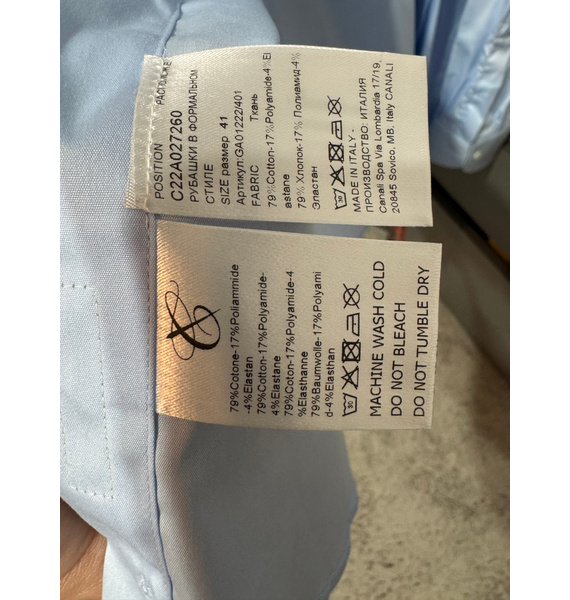 POSITION
C22A027260
РУБАШКИ В ФОРМАЛЬНОМ
СТИЛЕ
SIZE размер 41
Артикул:GA01222/401
FABRIC Ткань
79%Cotton-17%Polyamide-4%El
astane
79% Хлопок-17% Полиамид-4%
Эластан
30
MADE IN ITALY -
ПРОИЗВОДСТВО: ИТАЛИЯ
Canali Spa Via Lombardia 17/19,
20845 Sovico, MB, Italy CANALI
79%Cotone-17%Poliammide
-4%Elastan
79%Cotton-17%Polyamide-
4%Elastane
79%Coton-17%Polyamide-4
%Elasthanne
79%Baumwolle-17%Polyami
d-4%Elasthan
30
MACHINE WASH COLD
DO NOT BLEACH
DO NOT TUMBLE DRY